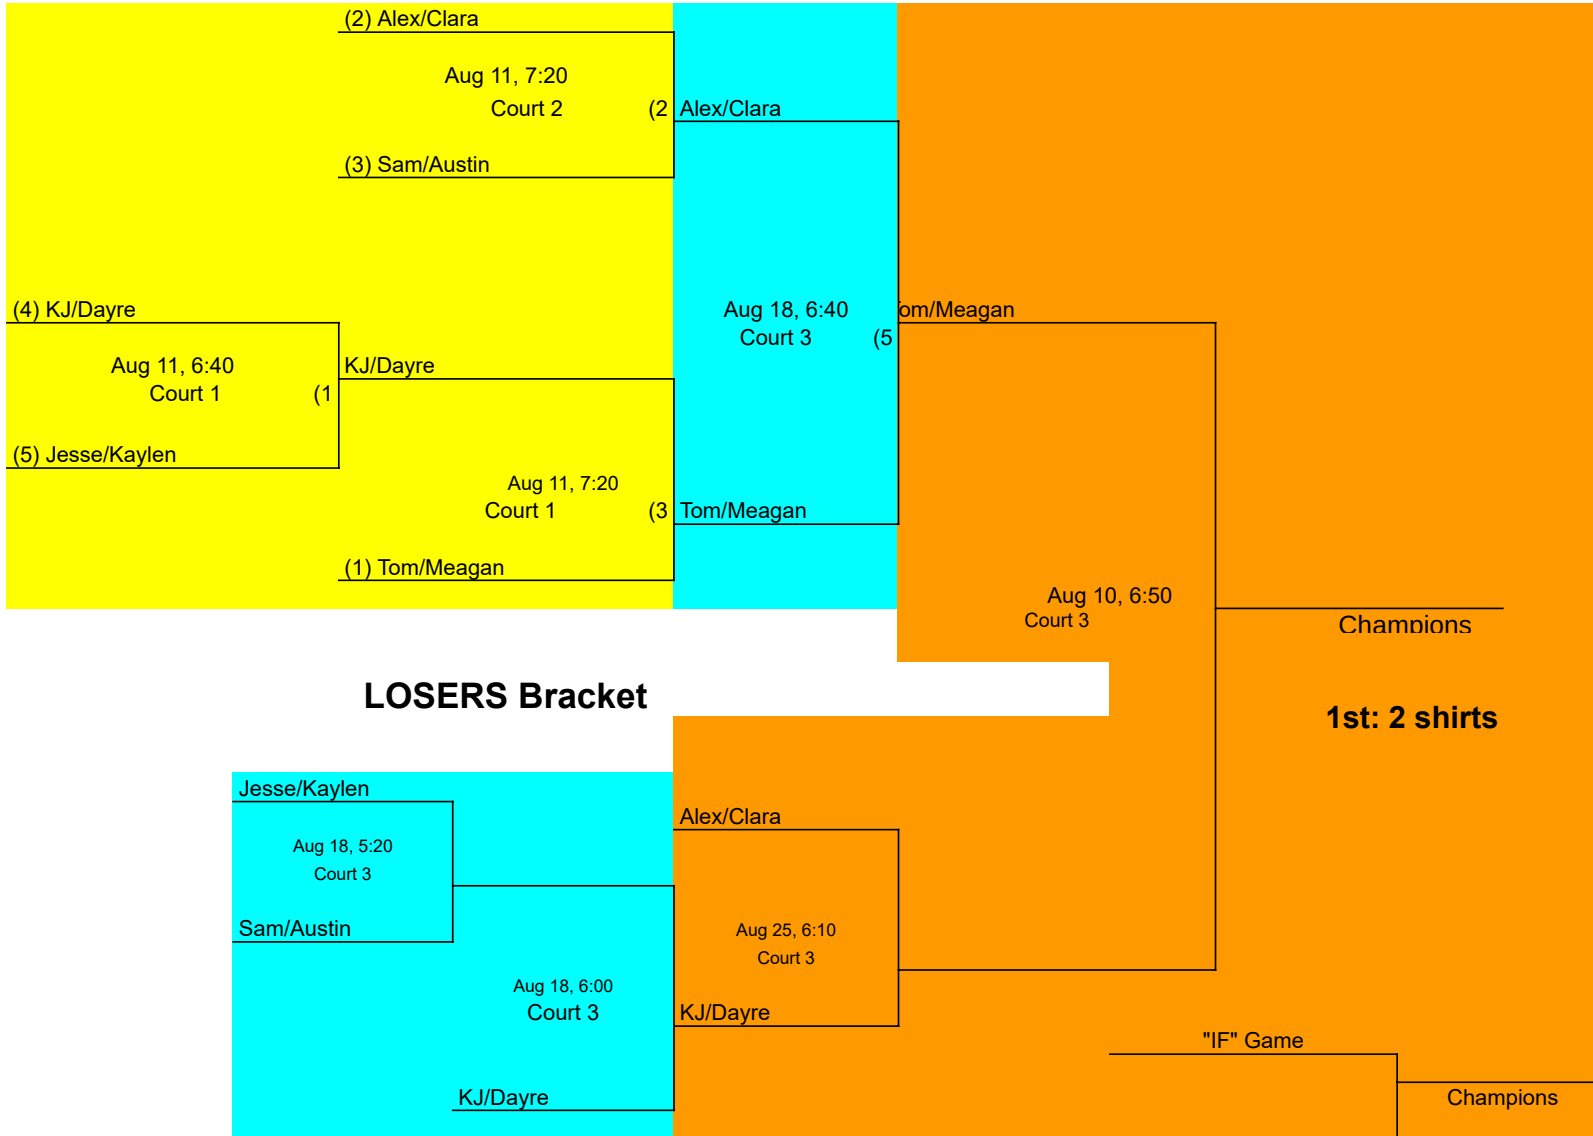 (2) Alex/Clara
Aug 11, 7:20
Court 2
(2
Alex/Clara
(3) Sam/Austin
(4) KJ/Dayre
Aug 18, 6:40
om/Meagan
Court 3
(5
Aug 11, 6:40
KJ/Dayre
Court 1
(1
(5) Jesse/Kaylen
Aug 11, 7:20
Court 1
(3
Tom/Meagan
(1) Tom/Meagan
Aug 10, 6:50
Court 3
Champions
LOSERS Bracket
1st: 2 shirts
Jesse/Kaylen
Alex/Clara
Aug 18, 5:20
Court 3
Sam/Austin
Aug 25, 6:10
Court 3
Aug 18, 6:00
Court 3
KJ/Dayre
"IF" Game
KJ/Dayre
Champions